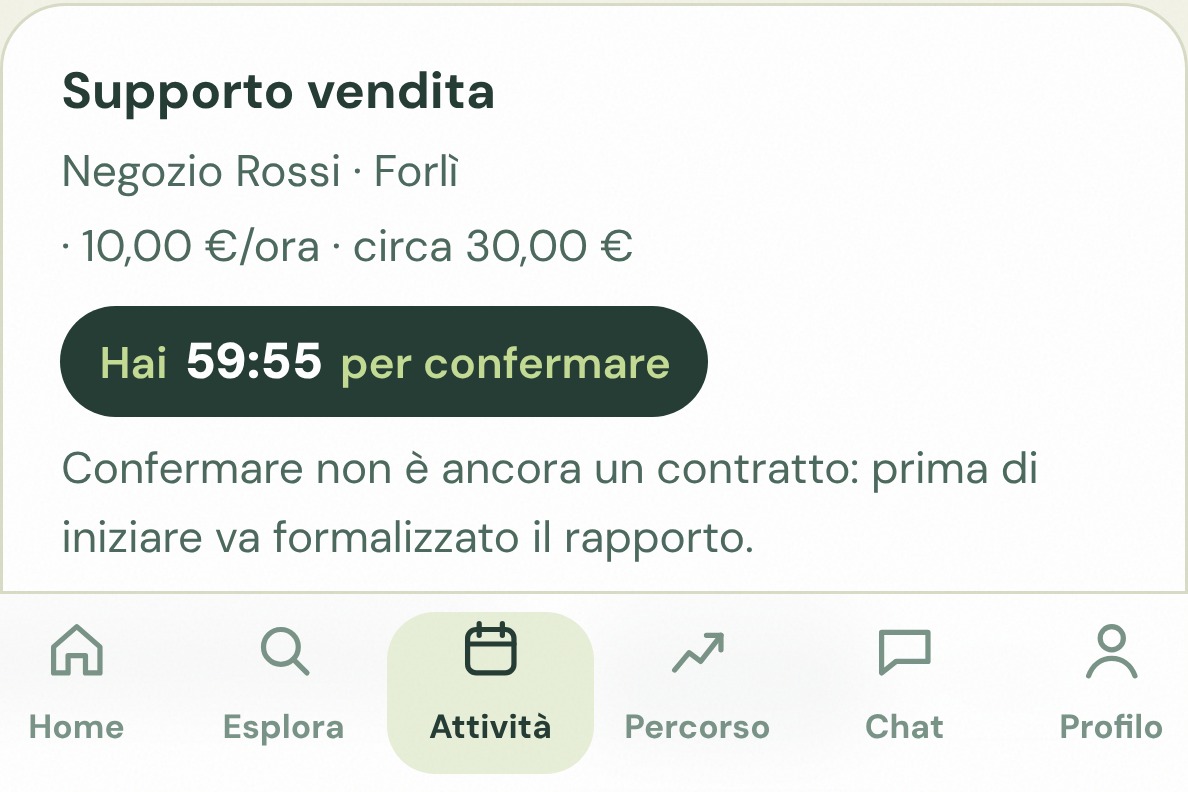 Supporto vendita
Negozio Rossi · Forlì
· 10,00 €/ora · circa 30,00 €
Hai 59:55 per confermare
Confermare non è ancora un contratto: prima di
iniziare va formalizzato il rapporto.
Home Esplora Attività Percorso Chat Profilo